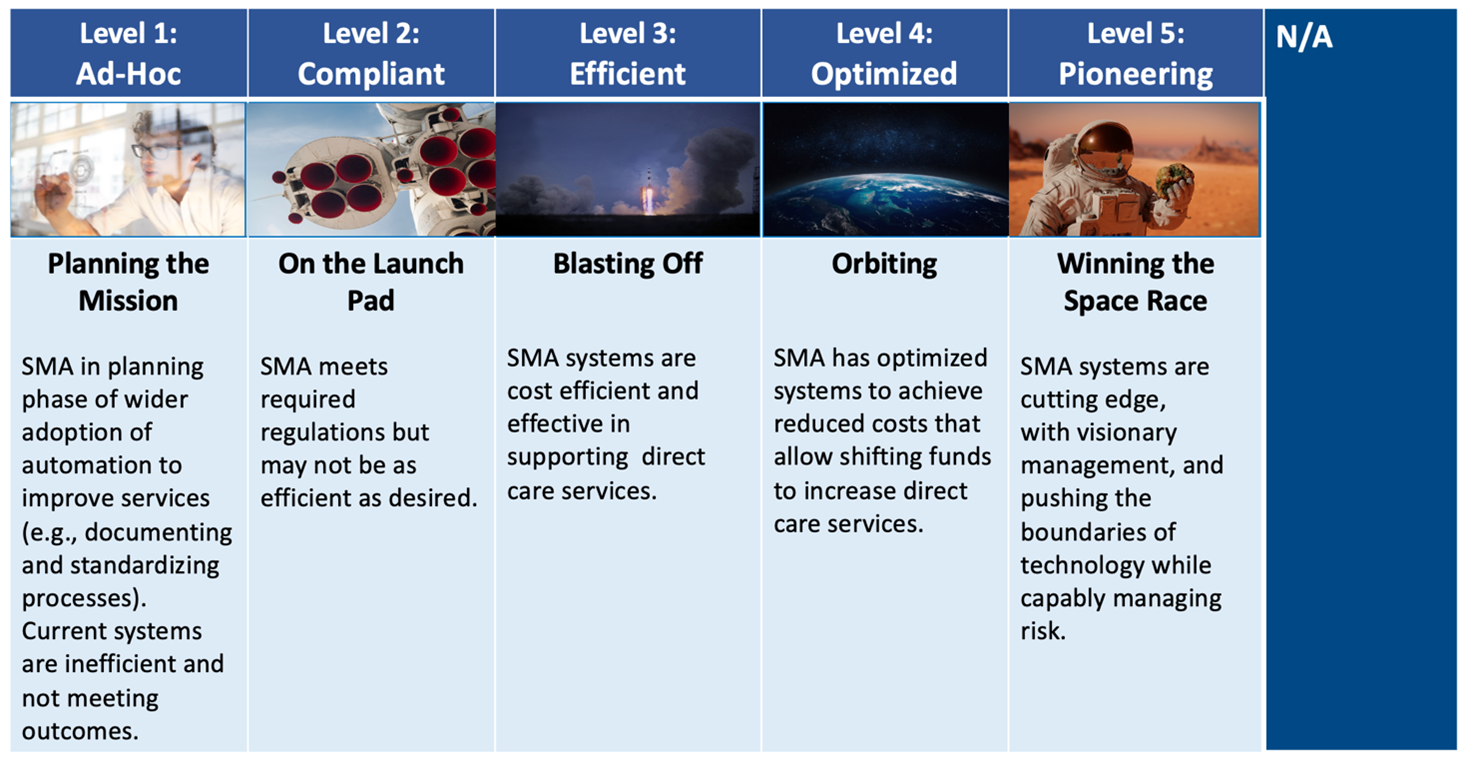 Level 1:
Ad-Hoc
Level 2:
Compliant
Level 3:
Efficient
Level 4:
Optimized
Level 5:
Pioneering
N/A
Planning the
Mission
On the Launch
Pad
Blasting Off
Orbiting
Winning the
Space Race
SMA in planning
phase of wider
adoption of
automation to
improve services
(e.g., documenting
and standardizing
processes).
Current systems
are inefficient and
not meeting
outcomes.
SMA meets
required
regulations but
may not be as
efficient as desired.
SMA systems are
cost efficient and
effective in
supporting direct
care services.
SMA has optimized
systems to achieve
reduced costs that
allow shifting funds
to increase direct
care services.
SMA systems are
cutting edge,
with visionary
management, and
pushing the
boundaries of
technology while
capably managing
risk.